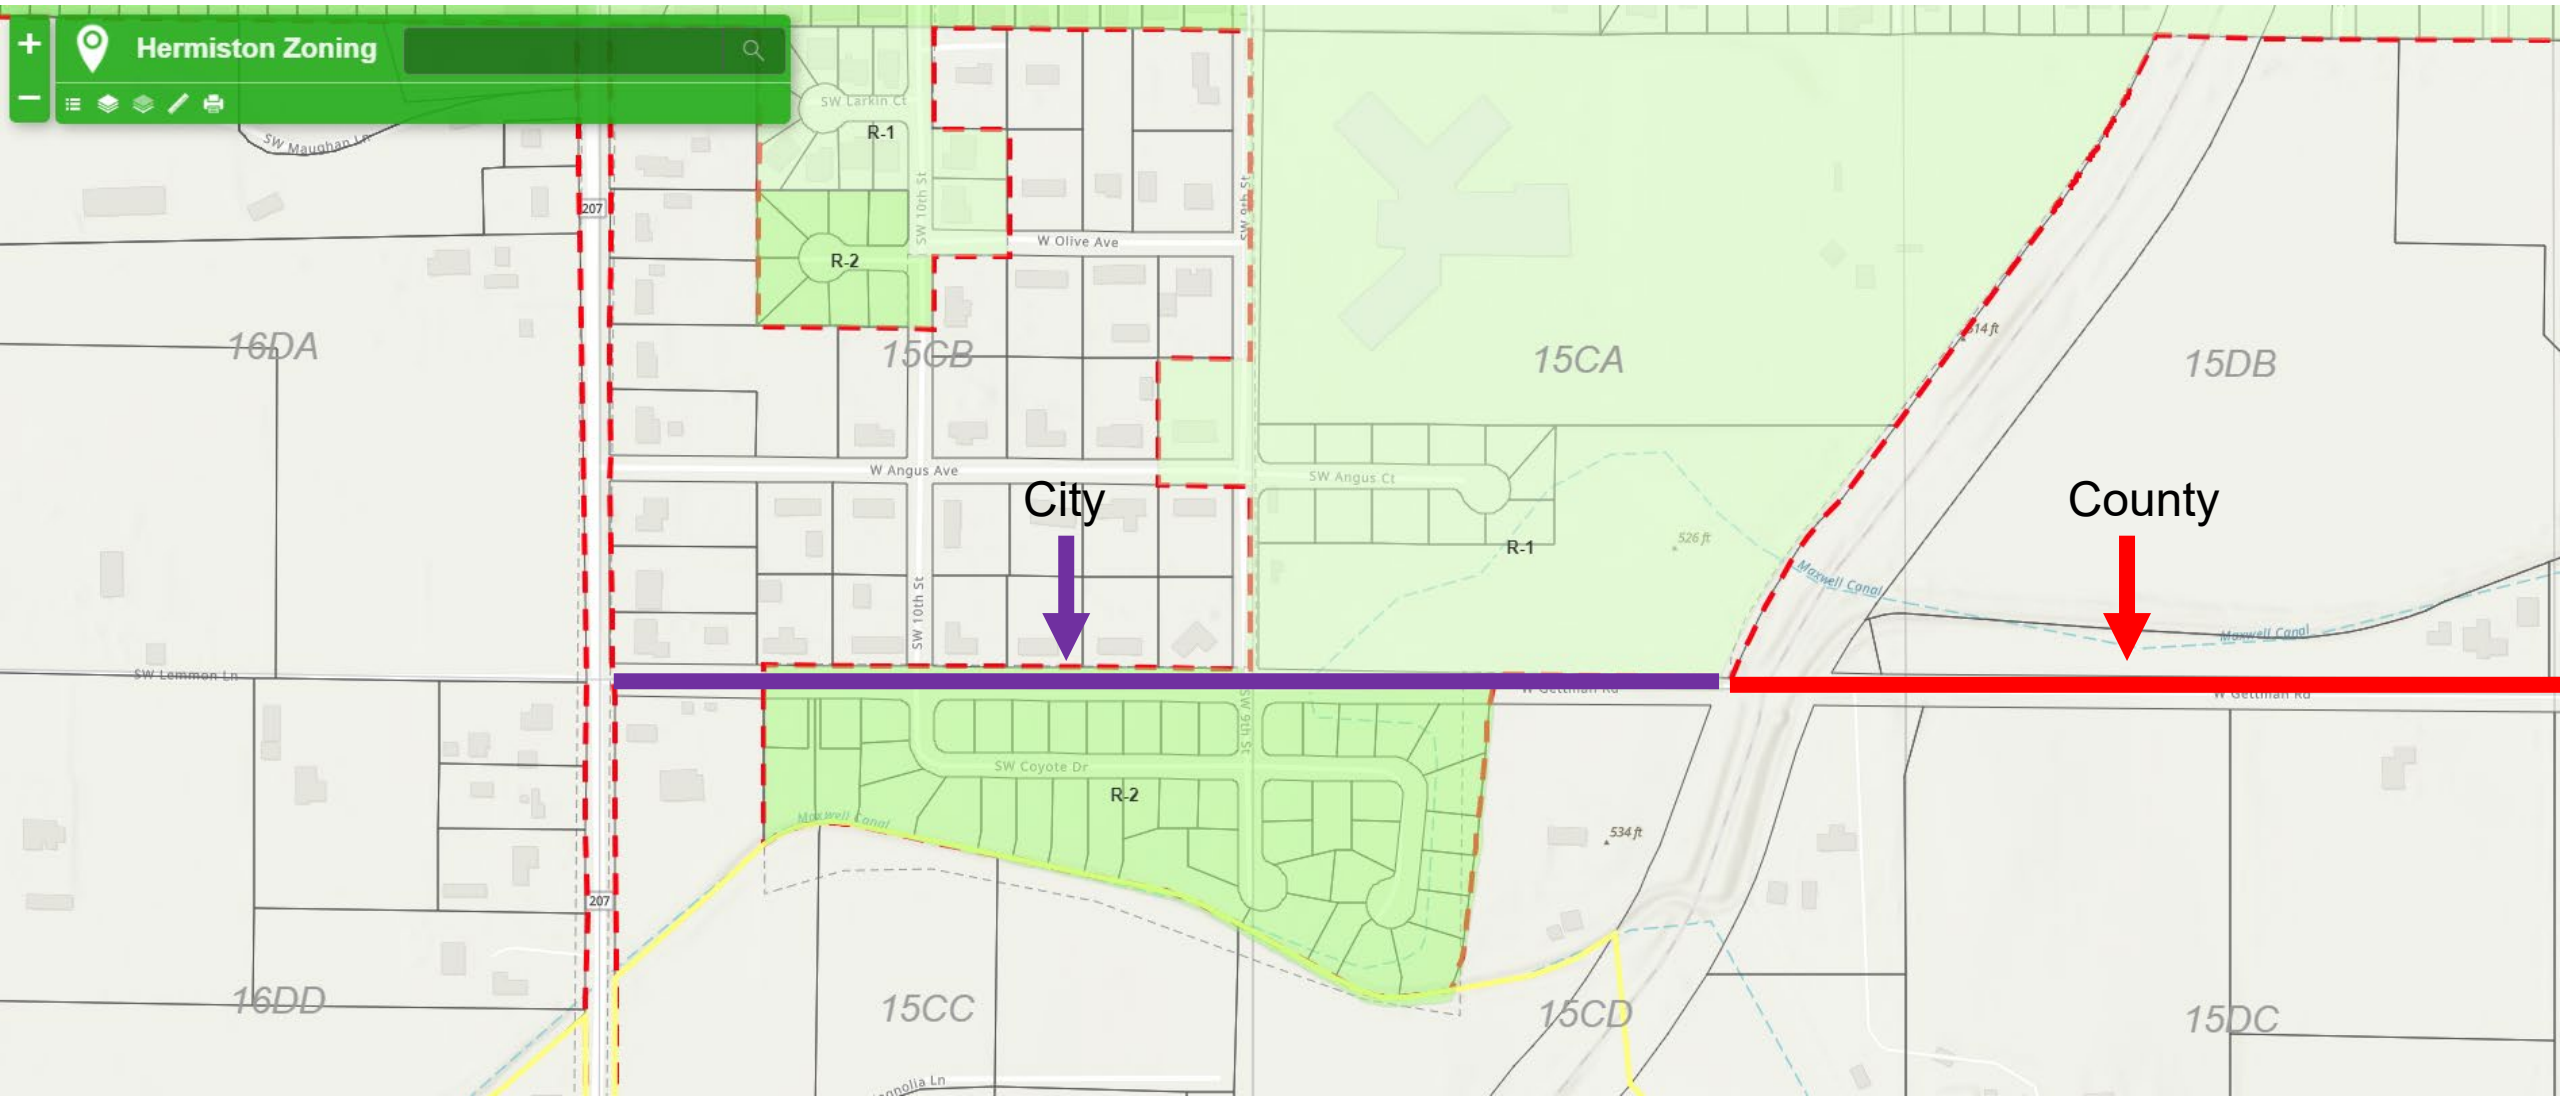 +
Hermiston Zoning
−
SW Larkin Ct
R-1
SW Maughan Ln
SW 10th St
SW 9th St
207
W Olive Ave
R-2
514 ft
16DA
15CB
15CA
15DB
W Angus Ave
SW Angus Ct
City
County
526 ft
R-1
Maxwell Canal
SW 10th St
Maxwell Canal
SW Lemmon Ln
W Gettman Rd
W Gettman Rd
SW 9th St
SW Coyote Dr
R-2
Maxwell Canal
534 ft
207
16DD
15CC
15CD
15DC
nolia Ln